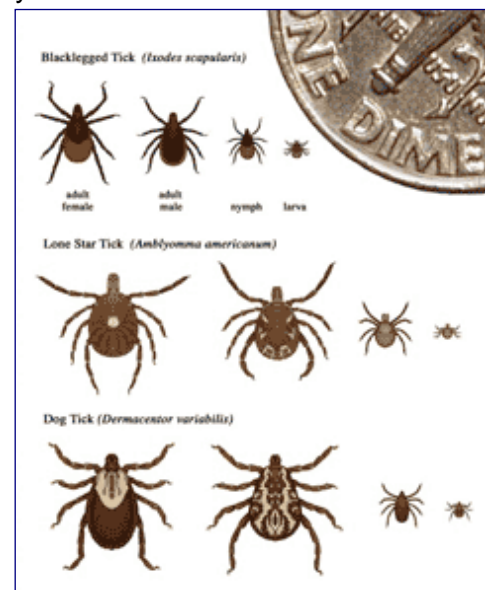 Blacklegged Tick (Ixodes scapularis)
ONE DIME
adult female
adult male
nymph
larva
Lone Star Tick (Amblyomma americanum)
Dog Tick (Dermacentor variabilis)